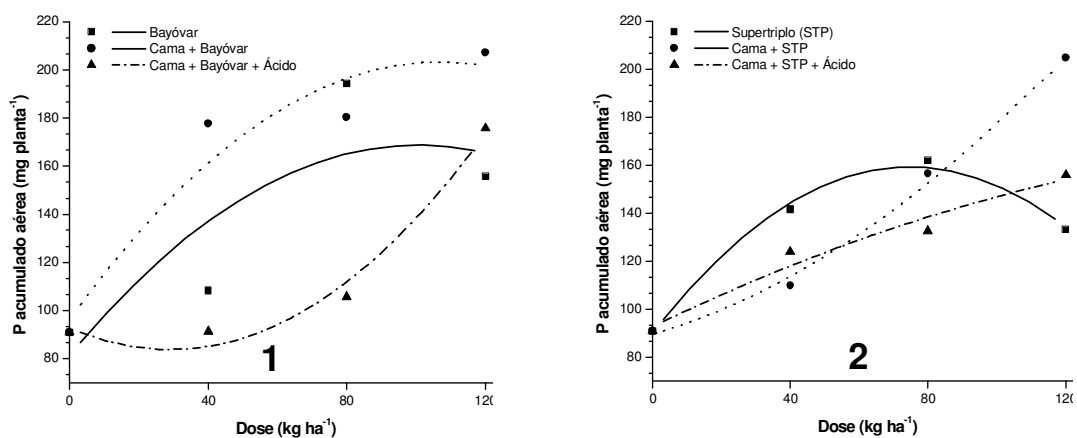 220
200
180
160
140
120
100
80
P acumulado aérea (mg planta⁻¹)
Bayóvar
Cama + Bayóvar
Cama + Bayóvar + Ácido
1
0
40
80
120
Dose (kg ha⁻¹)
220
200
180
160
140
120
100
80
P acumulado aérea (mg planta⁻¹)
Supertriplo (STP)
Cama + STP
Cama + STP + Ácido
2
0
40
80
120
Dose (kg ha⁻¹)